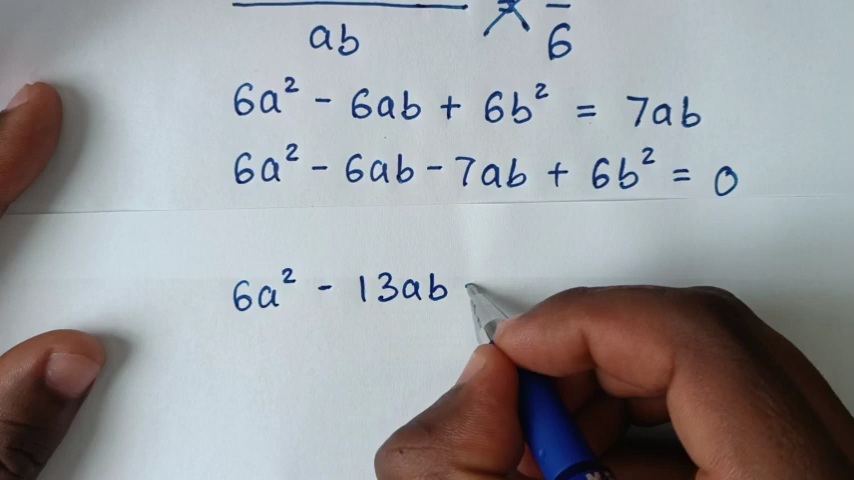 ab 6
6a² - 6ab + 6b² = 7ab
6a² - 6ab - 7ab + 6b² = 0
6a² - 13ab